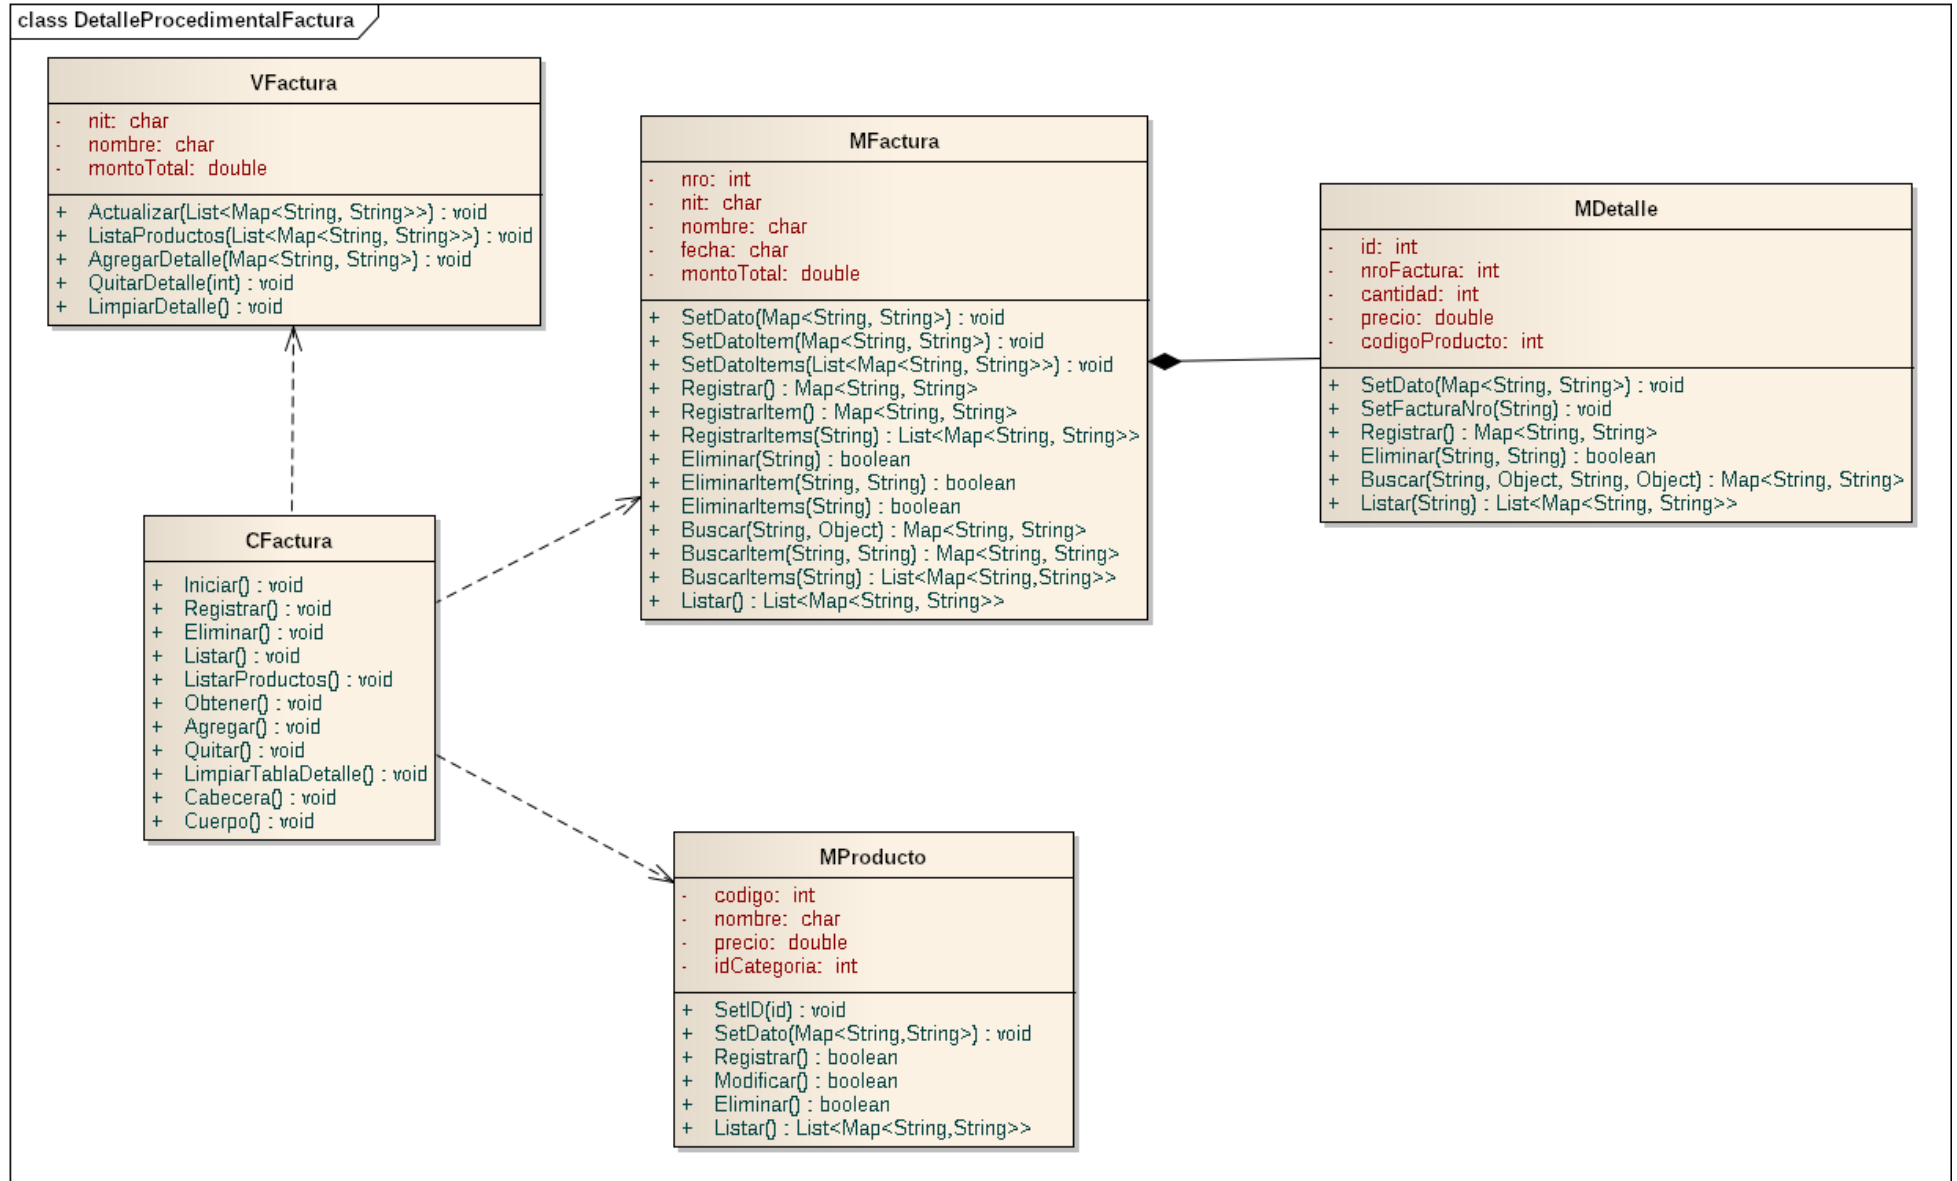 class DetalleProcedimentalFactura
VFactura
- nit: char
- nombre: char
- montoTotal: double
+ Actualizar(List<Map<String, String>>) : void
+ ListaProductos(List<Map<String, String>>) : void
+ AgregarDetalle(Map<String, String>) : void
+ QuitarDetalle(int) : void
+ LimpiarDetalle() : void
MFactura
- nro: int
- nit: char
- nombre: char
- fecha: char
- montoTotal: double
+ SetDato(Map<String, String>) : void
+ SetDatoItem(Map<String, String>) : void
+ SetDatoItems(List<Map<String, String>>) : void
+ Registrar() : Map<String, String>
+ RegistrarItem() : Map<String, String>
+ RegistrarItems(String) : List<Map<String, String>>
+ Eliminar(String) : boolean
+ EliminarItem(String, String) : boolean
+ EliminarItems(String) : boolean
+ Buscar(String, Object) : Map<String, String>
+ BuscarItem(String, String) : Map<String, String>
+ BuscarItems(String) : List<Map<String,String>>
+ Listar() : List<Map<String, String>>
MDetalle
- id: int
- nroFactura: int
- cantidad: int
- precio: double
- codigoProducto: int
+ SetDato(Map<String, String>) : void
+ SetFacturaNro(String) : void
+ Registrar() : Map<String, String>
+ Eliminar(String, String) : boolean
+ Buscar(String, Object, String, Object) : Map<String, String>
+ Listar(String) : List<Map<String, String>>
CFactura
+ Iniciar() : void
+ Registrar() : void
+ Eliminar() : void
+ Listar() : void
+ ListarProductos() : void
+ Obtener() : void
+ Agregar() : void
+ Quitar() : void
+ LimpiarTablaDetalle() : void
+ Cabecera() : void
+ Cuerpo() : void
MProducto
- codigo: int
- nombre: char
- precio: double
- idCategoria: int
+ SetID(id) : void
+ SetDato(Map<String,String>) : void
+ Registrar() : boolean
+ Modificar() : boolean
+ Eliminar() : boolean
+ Listar() : List<Map<String,String>>